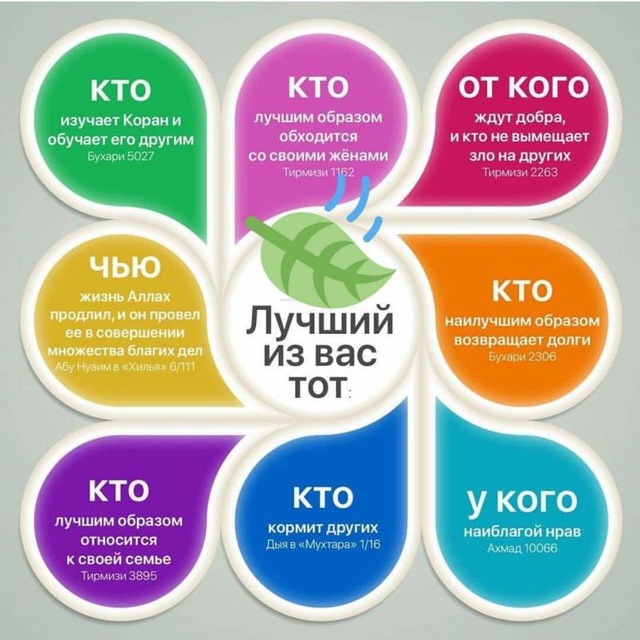 КТО
изучает Коран и
обучает его другим
Бухари 5027
КТО
лучшим образом
обходится
со своими жёнами
Тирмизи 1162
ОТ КОГО
ждут добра,
и кто не вымещает
зло на других
Тирмизи 2263
ЧЬЮ
жизнь Аллах
продлил, и он провел
ее в совершении
множества благих дел
Абу Нуаим в «Хилья» 6/111
Лучший
из вас
тот:
КТО
наилучшим образом
возвращает долги
Бухари 2306
КТО
лучшим образом
относится
к своей семье
Тирмизи 3895
КТО
кормит других
Дыя в «Мухтара» 1/16
У КОГО
наиблагой нрав
Ахмад 10066